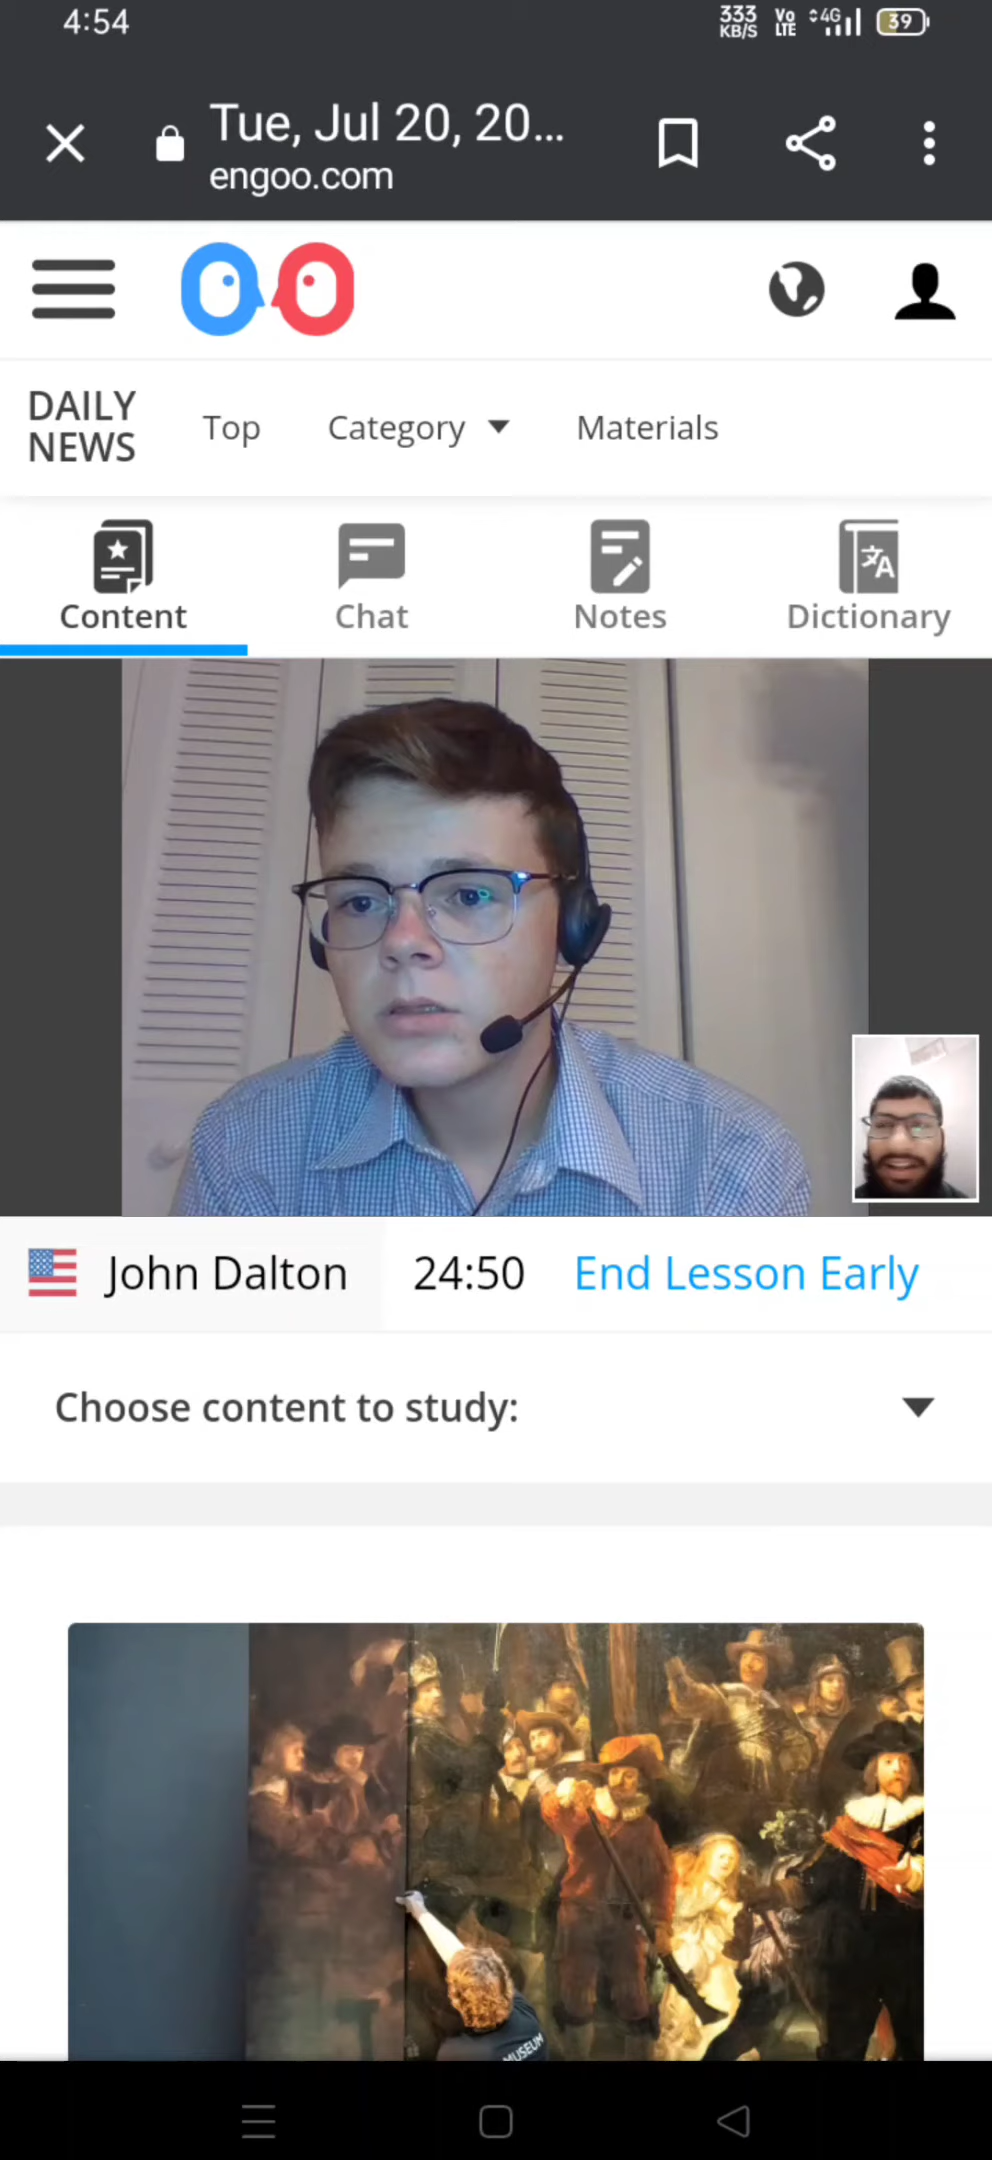 4:54
333 KB/S Vo LTE 4G 39
Tue, Jul 20, 20...
engoo.com
DAILY NEWS
Top
Category
Materials
Content
Chat
Notes
Dictionary
John Dalton
24:50
End Lesson Early
Choose content to study:
MUSEUM